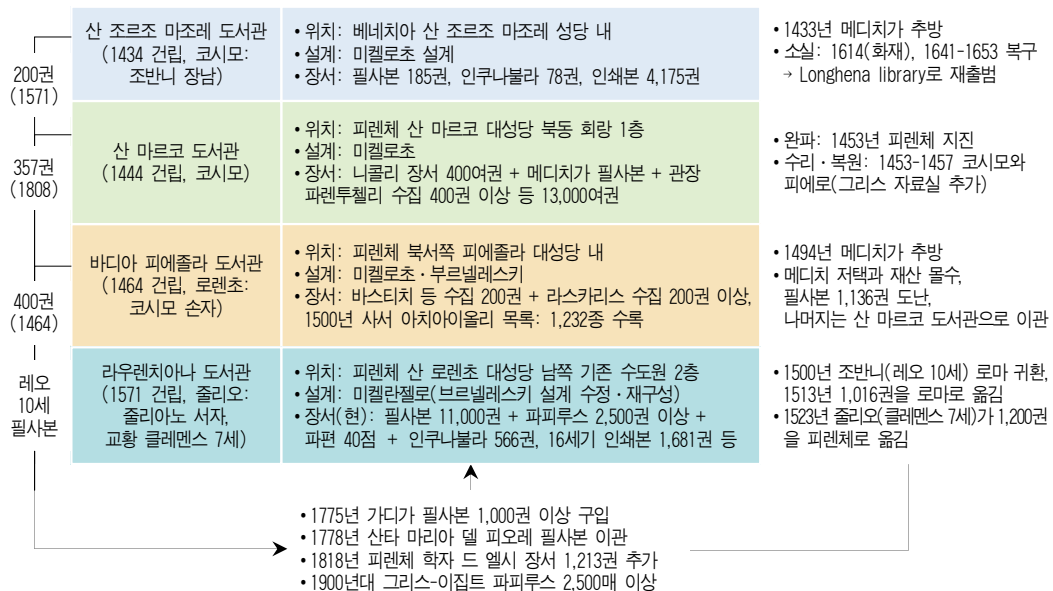 200권
(1571)
357권
(1808)
400권
(1464)
레오
10세
필사본
산 조르조 마조레 도서관
(1434 건립, 코시모:
조반니 장남)
• 위치: 베네치아 산 조르조 마조레 성당 내
• 설계: 미켈로초 설계
• 장서: 필사본 185권, 인쿠나불라 78권, 인쇄본 4,175권
• 1433년 메디치가 추방
• 소실: 1614(화재), 1641-1653 복구
→ Longhena library로 재출범
산 마르코 도서관
(1444 건립, 코시모)
• 위치: 피렌체 산 마르코 대성당 북동 회랑 1층
• 설계: 미켈로초
• 장서: 니콜리 장서 400여권 + 메디치가 필사본 + 관장
파렌투첼리 수집 400권 이상 등 13,000여권
• 완파: 1453년 피렌체 지진
• 수리·복원: 1453-1457 코시모와
피에로(그리스 자료실 추가)
바디아 피에졸라 도서관
(1464 건립, 로렌초:
코시모 손자)
• 위치: 피렌체 북서쪽 피에졸라 대성당 내
• 설계: 미켈로초·부르넬레스키
• 장서: 바스티치 등 수집 200권 + 라스카리스 수집 200권 이상,
1500년 사서 아치아이올리 목록: 1,232종 수록
• 1494년 메디치가 추방
• 메디치 저택과 재산 몰수,
필사본 1,136권 도난,
나머지는 산 마르코 도서관으로 이관
라우렌치아나 도서관
(1571 건립, 줄리오:
줄리아노 서자,
교황 클레멘스 7세)
• 위치: 피렌체 산 로렌초 대성당 남쪽 기존 수도원 2층
• 설계: 미켈란젤로(브르넬레스키 설계 수정·재구성)
• 장서(현): 필사본 11,000권 + 파피루스 2,500권 이상 +
파편 40점 + 인쿠나불라 566권, 16세기 인쇄본 1,681권 등
• 1500년 조반니(레오 10세) 로마 귀환,
1513년 1,016권을 로마로 옮김
• 1523년 줄리오(클레멘스 7세)가 1,200권
을 피렌체로 옮김
• 1775년 가디가 필사본 1,000권 이상 구입
• 1778년 산타 마리아 델 피오레 필사본 이관
• 1818년 피렌체 학자 드 엘시 장서 1,213권 추가
• 1900년대 그리스-이집트 파피루스 2,500매 이상